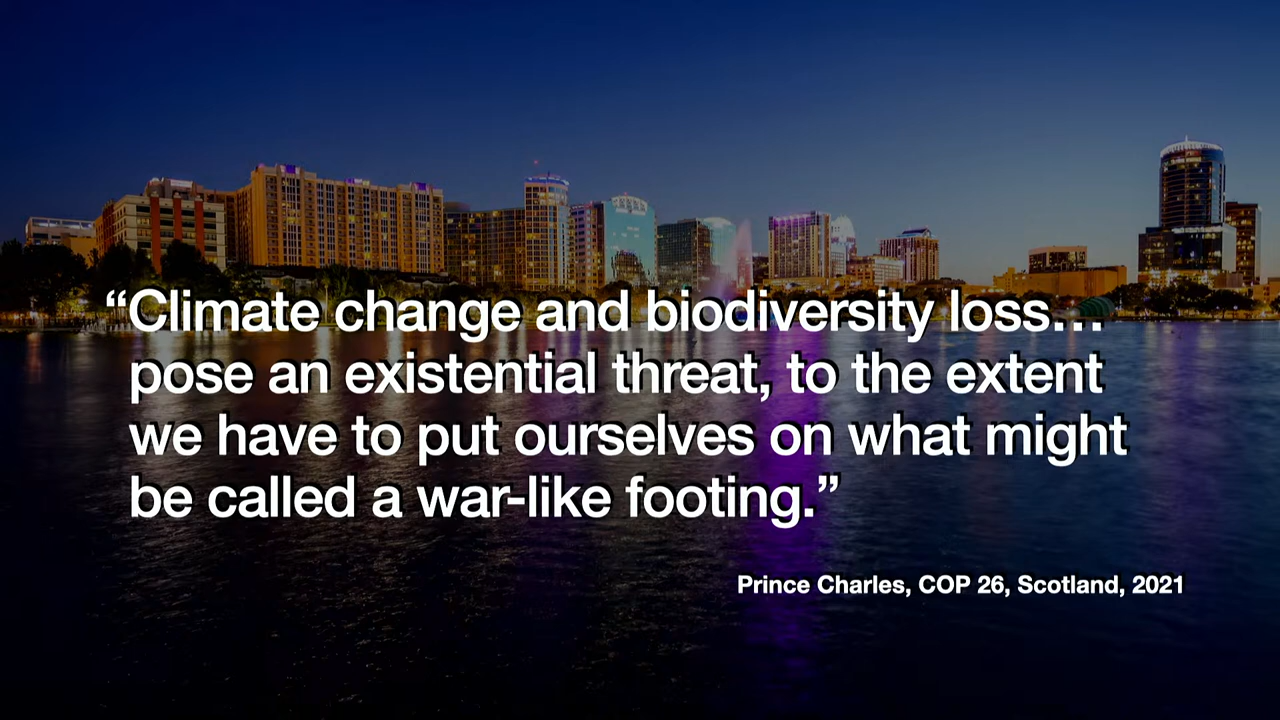 “Climate change and biodiversity loss…
pose an existential threat, to the extent
we have to put ourselves on what might
be called a war-like footing.”
Prince Charles, COP 26, Scotland, 2021